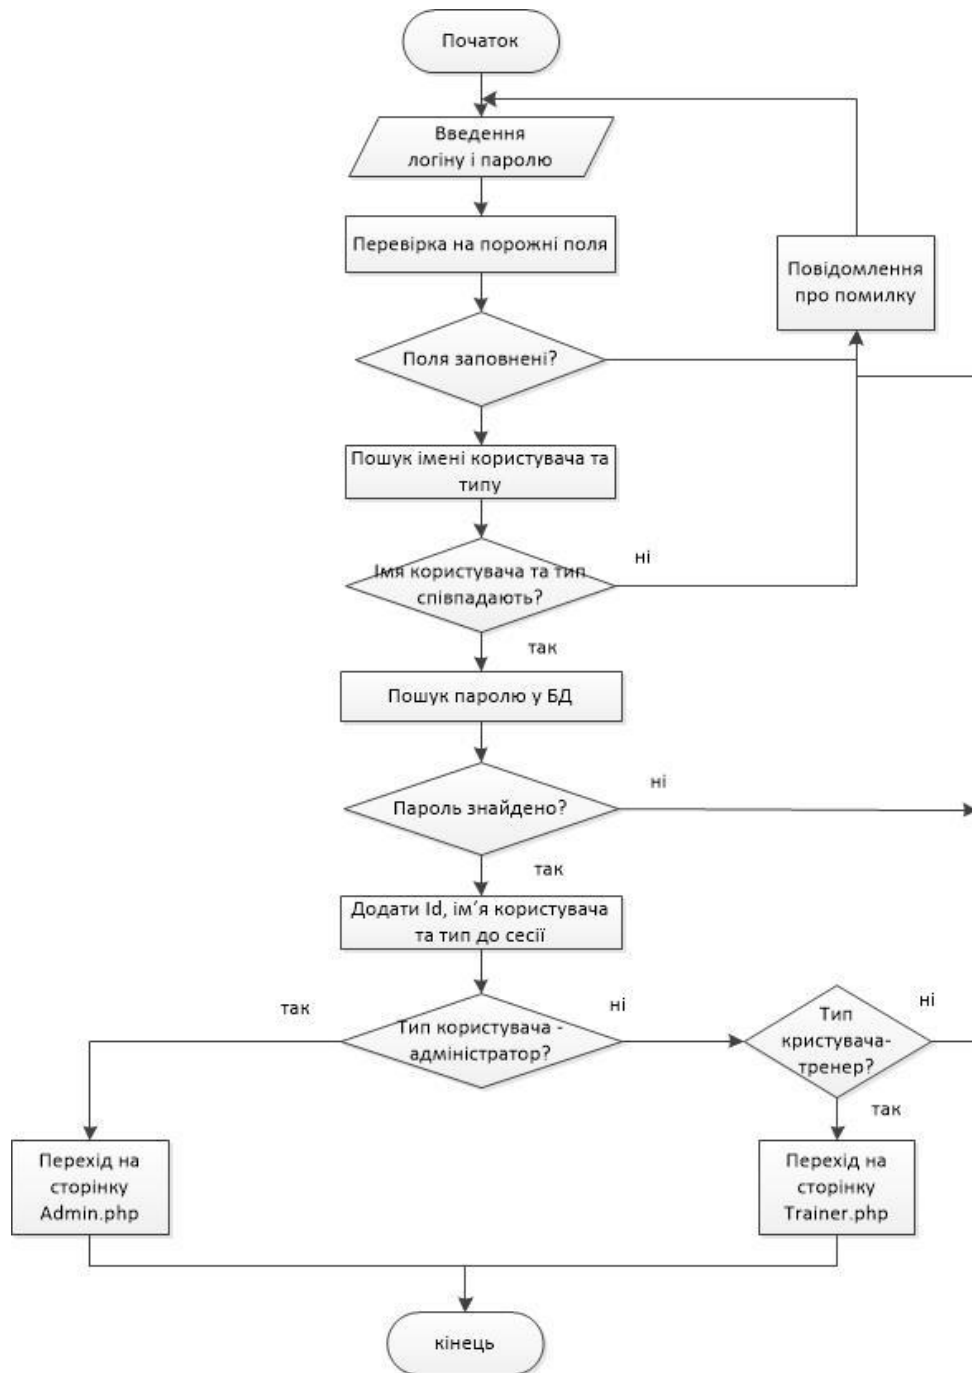 Початок
Введення
логіну і паролю
Перевірка на порожні поля
Повідомлення
про помилку
Поля заповнені?
Пошук імені користувача та
типу
ні
Імя користувача та тип
співпадають?
так
Пошук паролю у БД
ні
Пароль знайдено?
так
Додати Id, ім’я користувача
та тип до сесії
так
Тип користувача -
адміністратор?
ні
Тип
кристувача-
тренер?
ні
так
Перехід на
сторінку
Admin.php
Перехід на
сторінку
Trainer.php
кінець